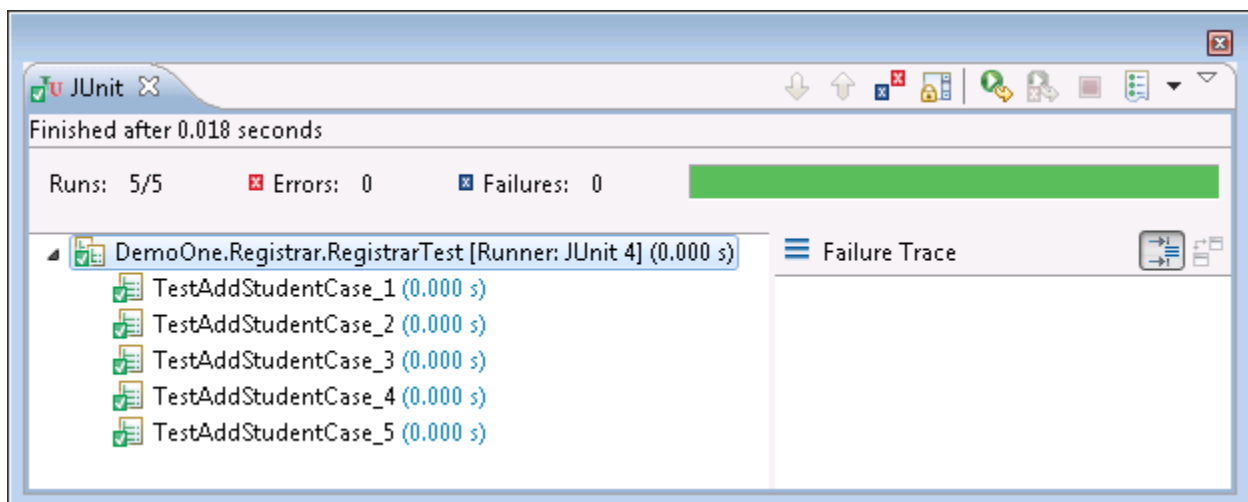 JUnit
Finished after 0.018 seconds
Runs: 5/5 Errors: 0 Failures: 0
DemoOne.Registrar.RegistrarTest [Runner: JUnit 4] (0.000 s)
Failure Trace
TestAddStudentCase_1 (0.000 s)
TestAddStudentCase_2 (0.000 s)
TestAddStudentCase_3 (0.000 s)
TestAddStudentCase_4 (0.000 s)
TestAddStudentCase_5 (0.000 s)